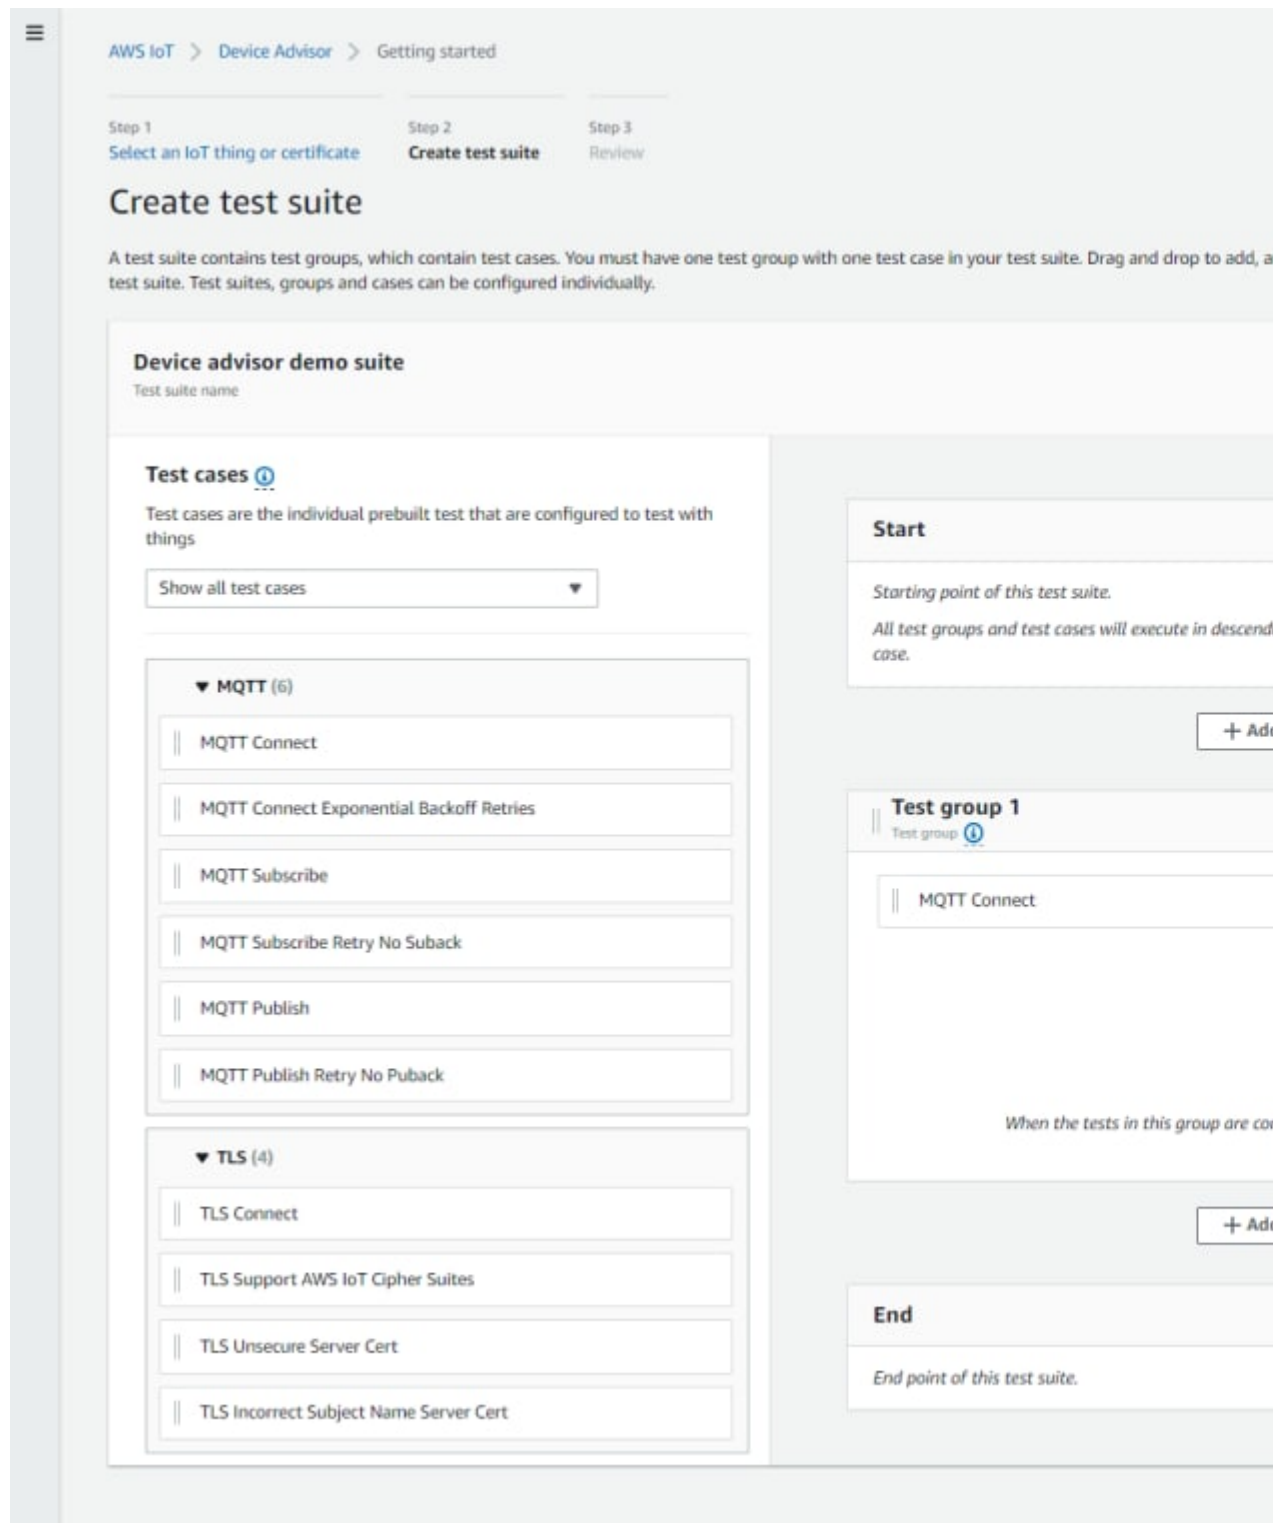 AWS IoT > Device Advisor > Getting started
Step 1
Select an IoT thing or certificate
Step 2
Create test suite
Step 3
Review
Create test suite
A test suite contains test groups, which contain test cases. You must have one test group with one test case in your test suite. Drag and drop to add, a
test suite. Test suites, groups and cases can be configured individually.
Device advisor demo suite
Test suite name
Test cases
Test cases are the individual prebuilt test that are configured to test with
things
Show all test cases
MQTT (6)
MQTT Connect
MQTT Connect Exponential Backoff Retries
MQTT Subscribe
MQTT Subscribe Retry No Suback
MQTT Publish
MQTT Publish Retry No Puback
TLS (4)
TLS Connect
TLS Support AWS IoT Cipher Suites
TLS Unsecure Server Cert
TLS Incorrect Subject Name Server Cert
Start
Starting point of this test suite.
All test groups and test cases will execute in descend
case.
+ Add
Test group 1
Test group
MQTT Connect
When the tests in this group are co
+ Add
End
End point of this test suite.